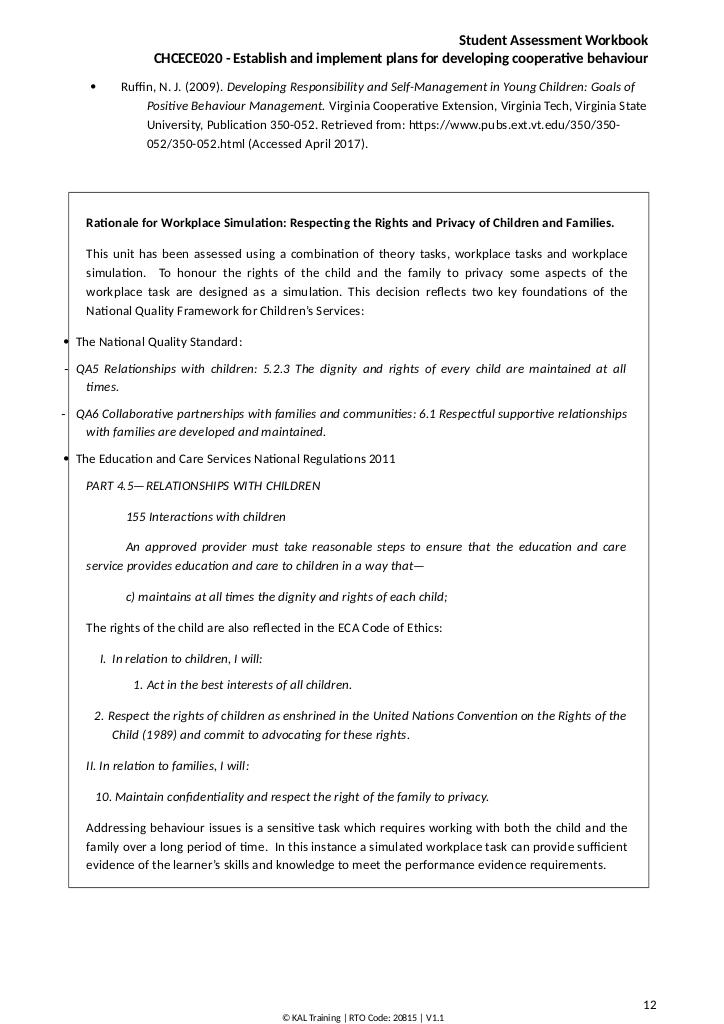 Student Assessment Workbook
CHCECE020 - Establish and implement plans for developing cooperative behaviour
• Ruffin, N. J. (2009). Developing Responsibility and Self-Management in Young Children: Goals of
Positive Behaviour Management. Virginia Cooperative Extension, Virginia Tech, Virginia State
University, Publication 350-052. Retrieved from: https://www.pubs.ext.vt.edu/350/350-
052/350-052.html (Accessed April 2017).
Rationale for Workplace Simulation: Respecting the Rights and Privacy of Children and Families.
This unit has been assessed using a combination of theory tasks, workplace tasks and workplace
simulation. To honour the rights of the child and the family to privacy some aspects of the
workplace task are designed as a simulation. This decision reflects two key foundations of the
National Quality Framework for Children's Services:
• The National Quality Standard:
- QA5 Relationships with children: 5.2.3 The dignity and rights of every child are maintained at all
times.
- QA6 Collaborative partnerships with families and communities: 6.1 Respectful supportive relationships
with families are developed and maintained.
• The Education and Care Services National Regulations 2011
PART 4.5—RELATIONSHIPS WITH CHILDREN
155 Interactions with children
An approved provider must take reasonable steps to ensure that the education and care
service provides education and care to children in a way that—
c) maintains at all times the dignity and rights of each child;
The rights of the child are also reflected in the ECA Code of Ethics:
I. In relation to children, I will:
1. Act in the best interests of all children.
2. Respect the rights of children as enshrined in the United Nations Convention on the Rights of the
Child (1989) and commit to advocating for these rights.
II. In relation to families, I will:
10. Maintain confidentiality and respect the right of the family to privacy.
Addressing behaviour issues is a sensitive task which requires working with both the child and the
family over a long period of time. In this instance a simulated workplace task can provide sufficient
evidence of the learner's skills and knowledge to meet the performance evidence requirements.
12
© KAL Training | RTO Code: 20815 | V1.1